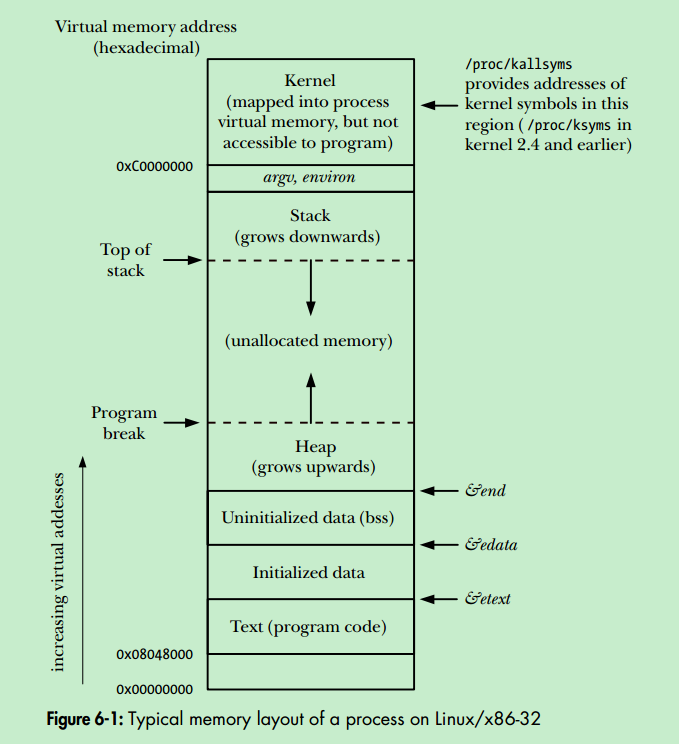 Virtual memory address
(hexadecimal)
Kernel
(mapped into process
virtual memory, but not
accessible to program)
/proc/kallsyms
provides addresses of
kernel symbols in this
region (/proc/ksyms in
kernel 2.4 and earlier)
0xC0000000
argv, environ
Stack
(grows downwards)
Top of
stack
(unallocated memory)
Program
break
Heap
(grows upwards)
increasing virtual addesses
&end
Uninitialized data (bss)
&edata
Initialized data
&etext
Text (program code)
0x08048000
0x00000000
Figure 6-1: Typical memory layout of a process on Linux/x86-32